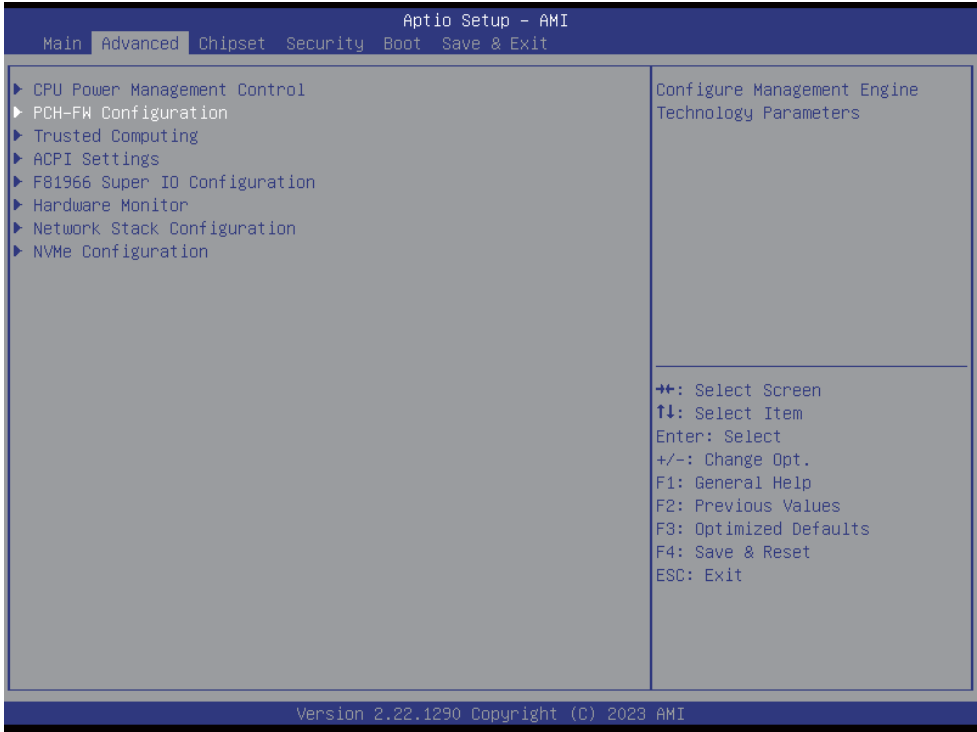 Aptio Setup - AMI
Main Advanced Chipset Security Boot Save & Exit
▶ CPU Power Management Control
▶ PCH-FW Configuration
▶ Trusted Computing
▶ ACPI Settings
▶ F81966 Super IO Configuration
▶ Hardware Monitor
▶ Network Stack Configuration
▶ NVMe Configuration
Configure Management Engine
Technology Parameters
→←: Select Screen
↑↓: Select Item
Enter: Select
+/-: Change Opt.
F1: General Help
F2: Previous Values
F3: Optimized Defaults
F4: Save & Reset
ESC: Exit
Version 2.22.1290 Copyright (C) 2023 AMI